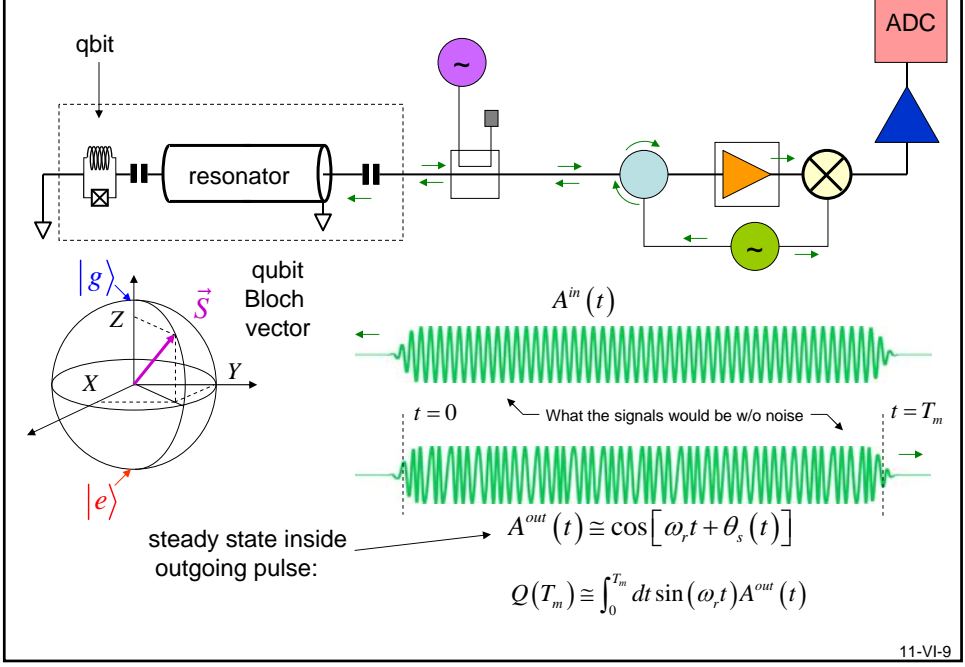 ADC
qbit
~
resonator
~
|g⟩
S⃗
qubit
Bloch
vector
Z
X
Y
|e⟩
A^{in}(t)
t = 0
What the signals would be w/o noise
t = T_m
steady state inside
outgoing pulse:
A^{out}(t) ≅ cos[ω_r t + θ_s(t)]
Q(T_m) ≅ ∫_0^{T_m} dt sin(ω_r t) A^{out}(t)
11-VI-9